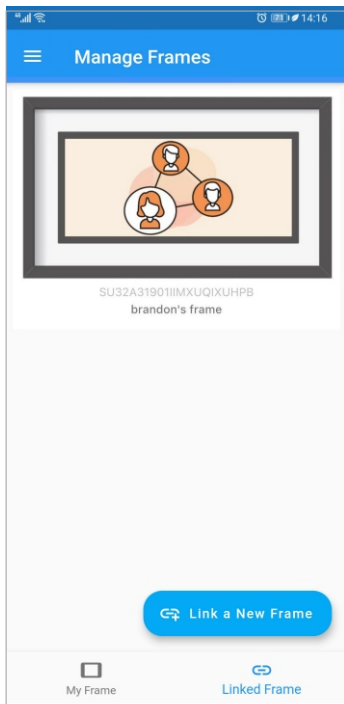 14:16
Manage Frames
SU32A31901IIMXUQIXUHPB
brandon's frame
Link a New Frame
My Frame
Linked Frame